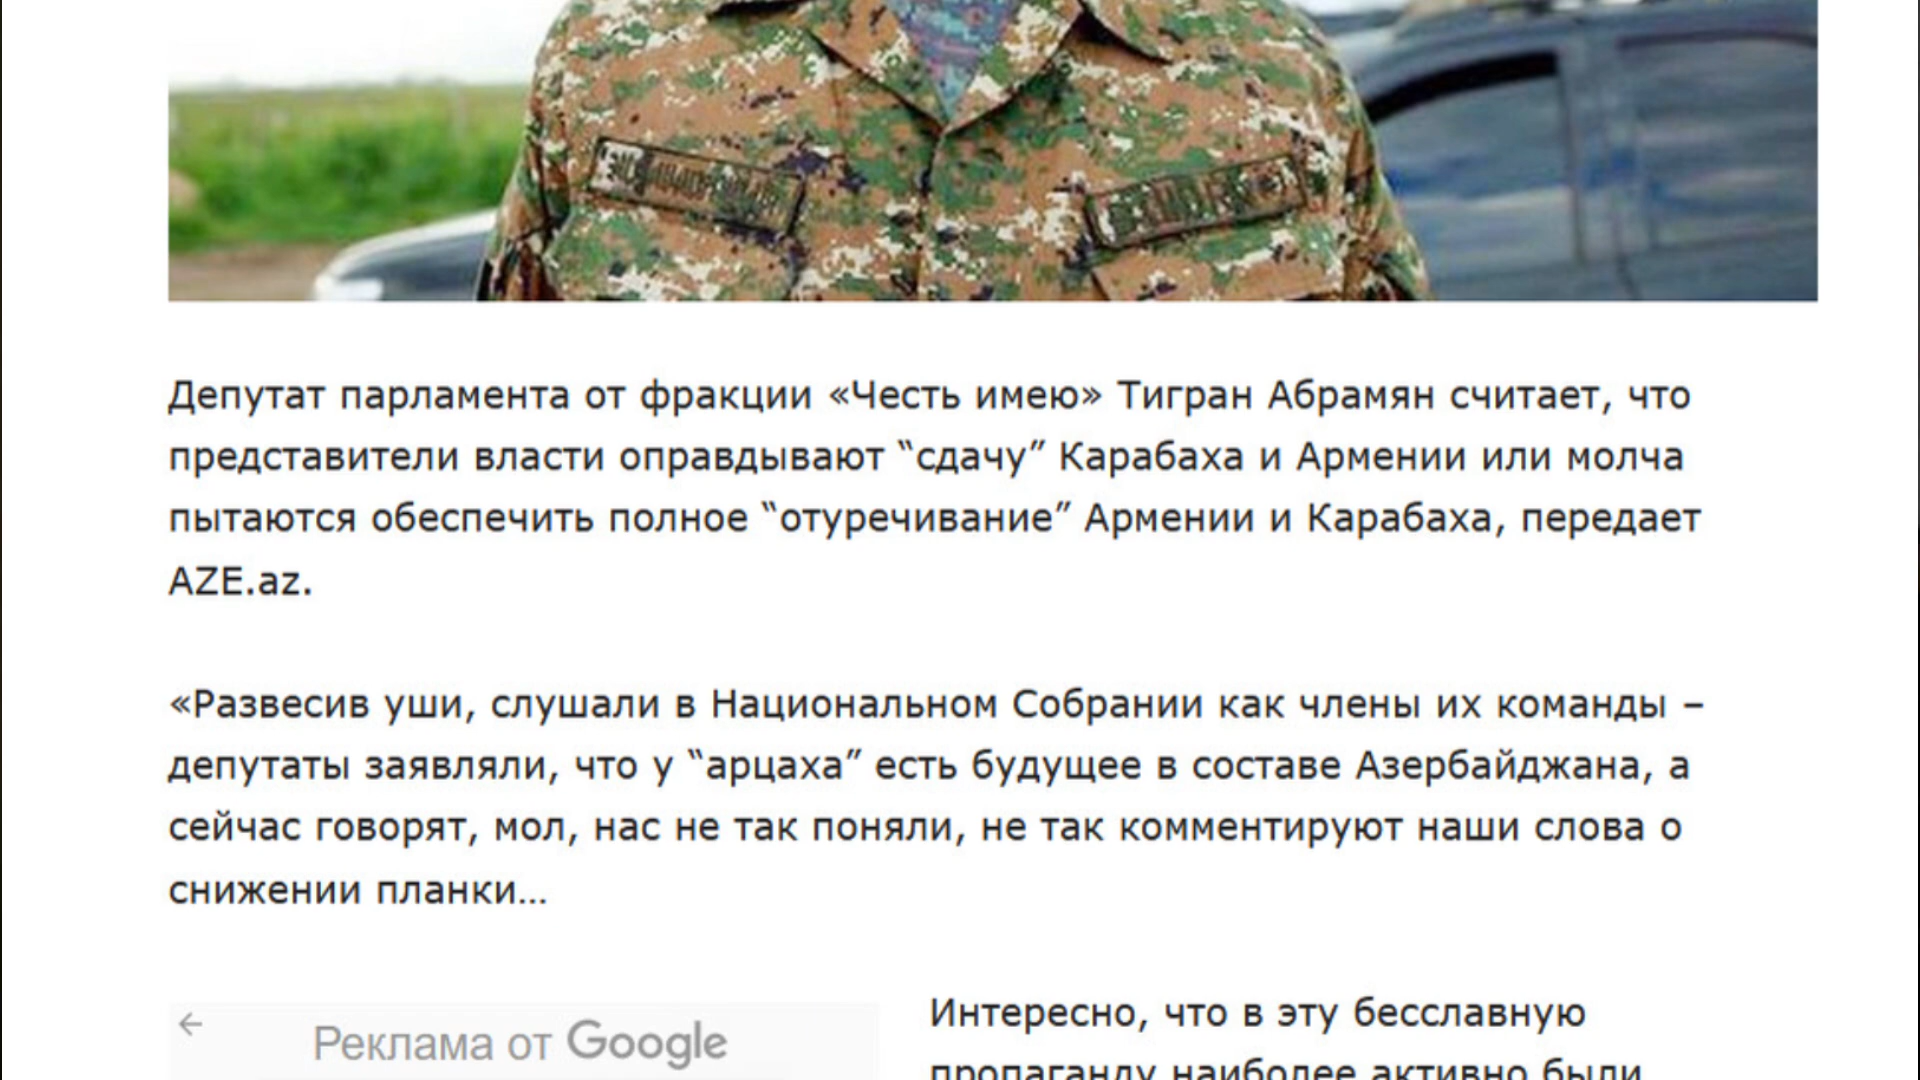 Депутат парламента от фракции «Честь имею» Тигран Абрамян считает, что
представители власти оправдывают “сдачу” Карабаха и Армении или молча
пытаются обеспечить полное “отуречивание” Армении и Карабаха, передает
AZE.az.
«Развесив уши, слушали в Национальном Собрании как члены их команды –
депутаты заявляли, что у “арцаха” есть будущее в составе Азербайджана, а
сейчас говорят, мол, нас не так поняли, не так комментируют наши слова о
снижении планки...
Реклама от Google
Интересно, что в эту бесславную
пропаганду наиболее активно были